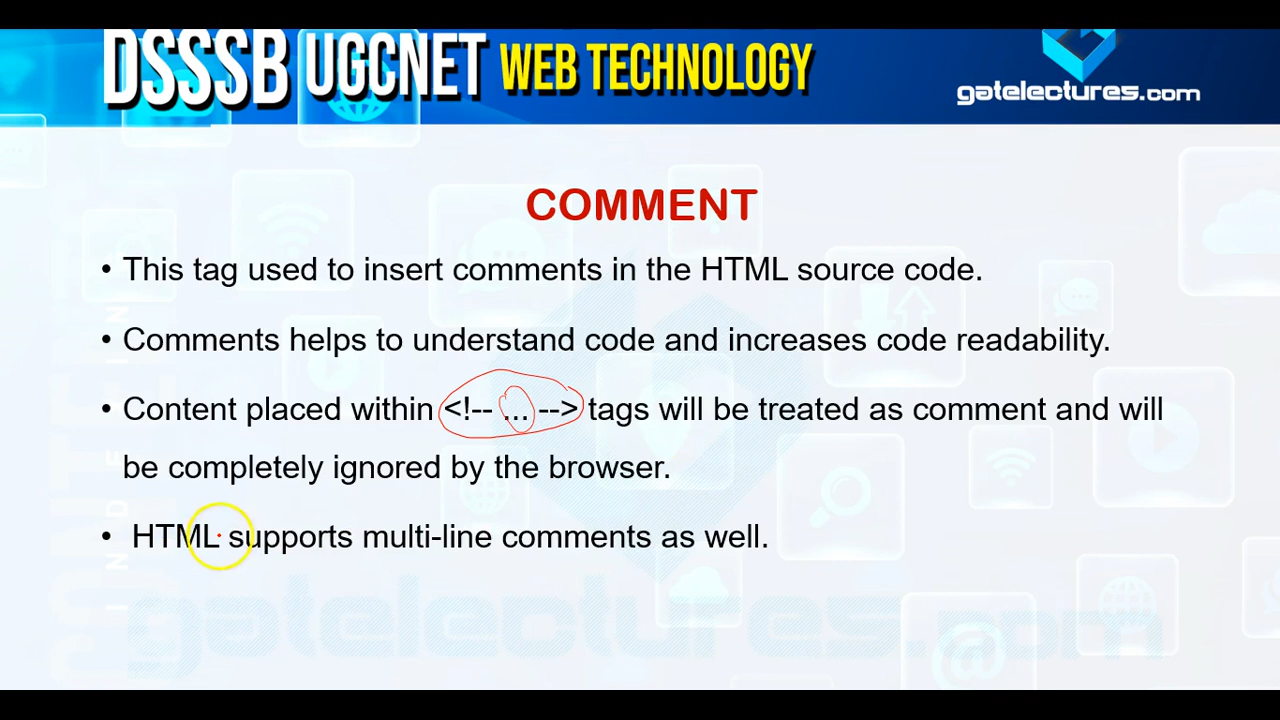 DSSSB UGCNET WEB TECHNOLOGY
gatelectures.com
COMMENT
• This tag used to insert comments in the HTML source code.
• Comments helps to understand code and increases code readability.
• Content placed within <!-- ... --> tags will be treated as comment and will
be completely ignored by the browser.
• HTML supports multi-line comments as well.
gatelectures.com